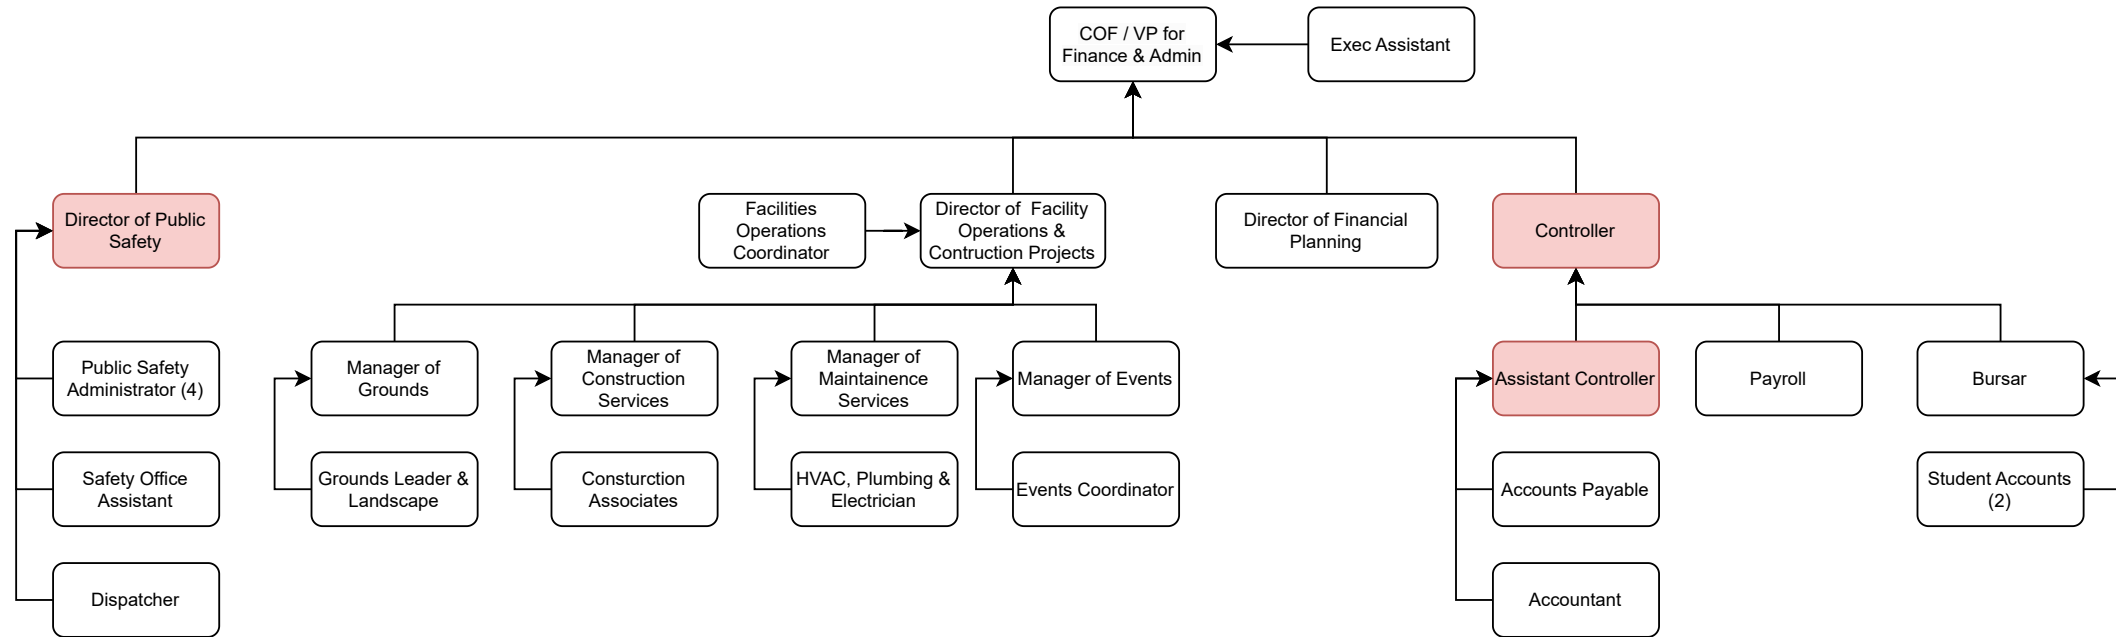 COF / VP for
Finance & Admin
Exec Assistant
Director of Public
Safety
Facilities
Operations
Coordinator
Director of  Facility
Operations &
Contruction Projects
Director of Financial
Planning
Controller
Public Safety
Administrator (4)
Manager of
Grounds
Manager of
Construction
Services
Manager of
Maintainence
Services
Manager of Events
Assistant Controller
Payroll
Bursar
Safety Office
Assistant
Grounds Leader &
Landscape
Consturction
Associates
HVAC, Plumbing &
Electrician
Events Coordinator
Accounts Payable
Student Accounts
(2)
Dispatcher
Accountant